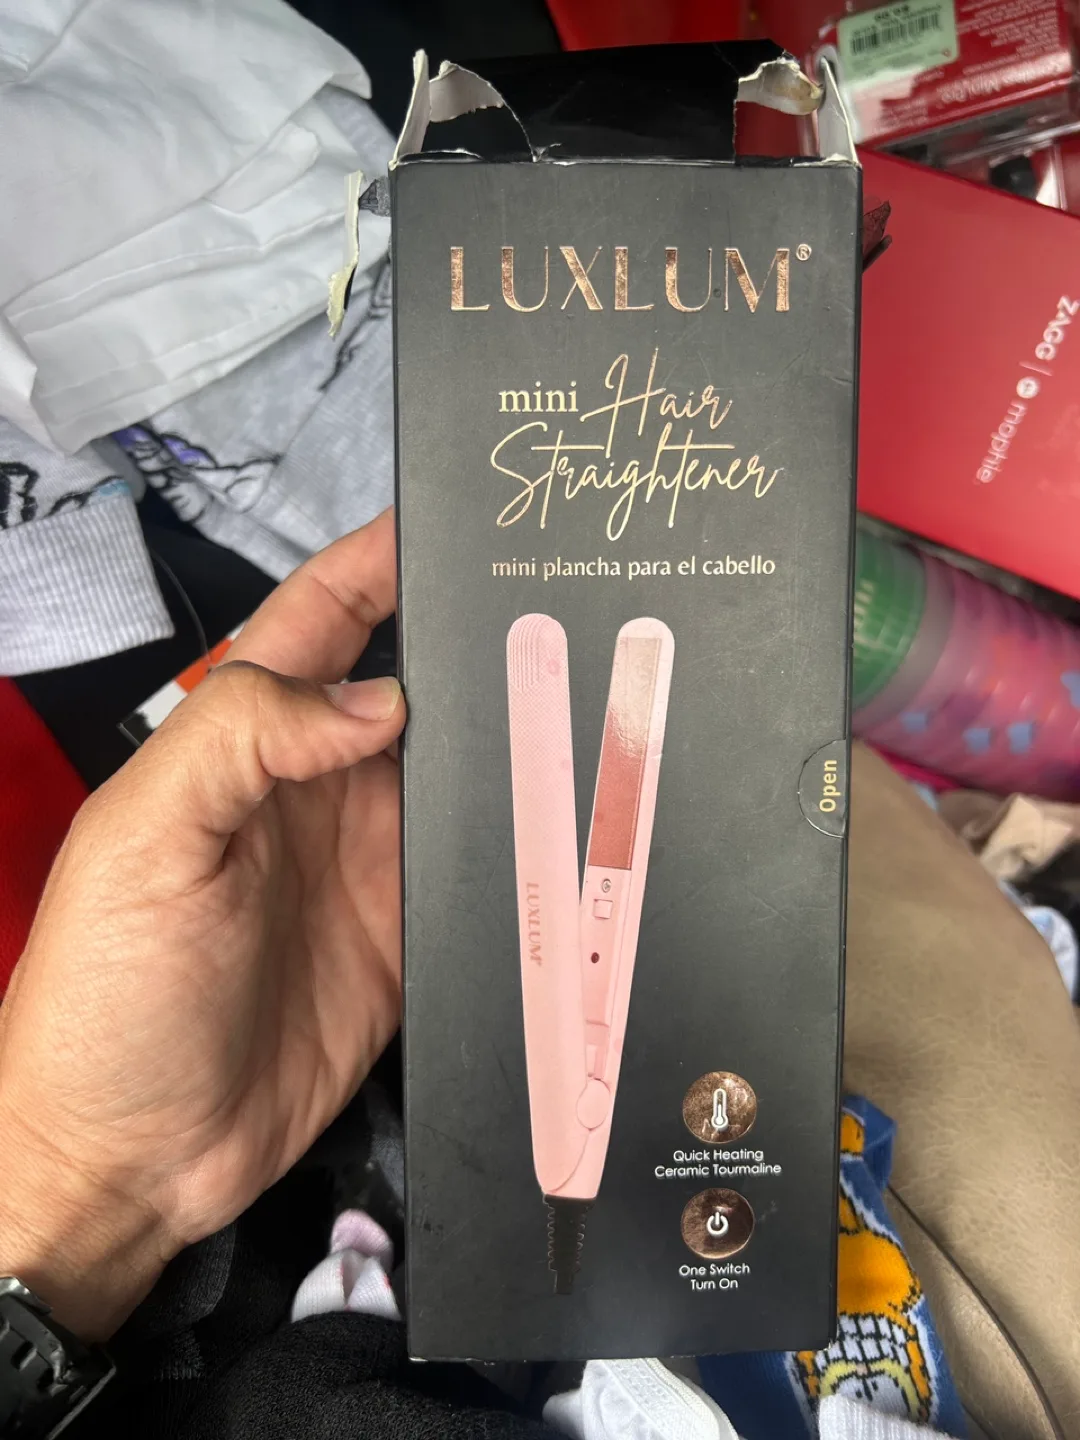 LUXLUM®
mini Hair
Straightener
mini plancha para el cabello
Open
LUXLUM
Quick Heating
Ceramic Tourmaline
One Switch
Turn On
ZAGG | mophie